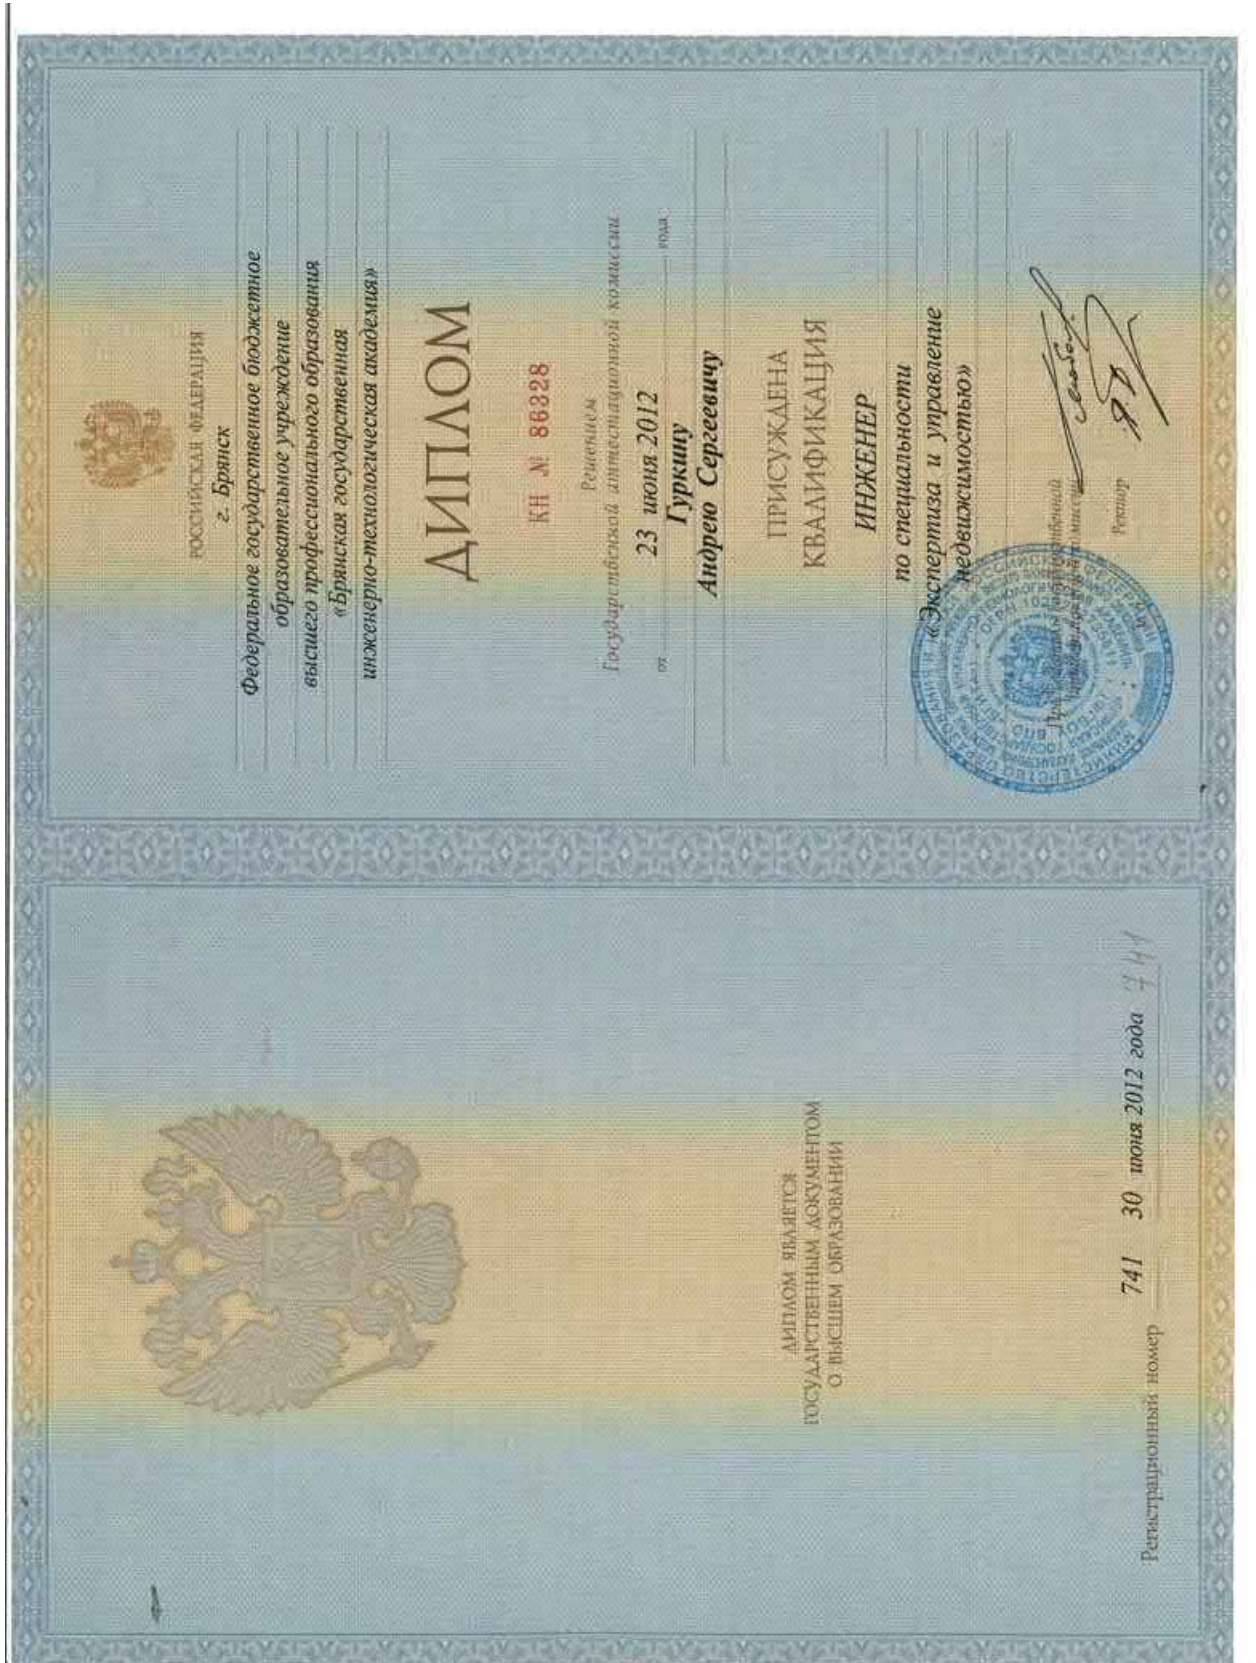 ДИПЛОМ ЯВЛЯЕТСЯ
ГОСУДАРСТВЕННЫМ ДОКУМЕНТОМ
О ВЫСШЕМ ОБРАЗОВАНИИ
Регистрационный номер 741 30 июня 2012 года 741
РОССИЙСКАЯ ФЕДЕРАЦИЯ
г. Брянск
Федеральное государственное бюджетное
образовательное учреждение
высшего профессионального образования
«Брянская государственная
инженерно-технологическая академия»
ДИПЛОМ
КН № 86328
Решением
Государственной аттестационной комиссии
от 23 июня 2012 года
Гуркину
Андрею Сергеевичу
ПРИСУЖДЕНА
КВАЛИФИКАЦИЯ
ИНЖЕНЕР
по специальности
«Экспертиза и управление
недвижимостью»
Ректор